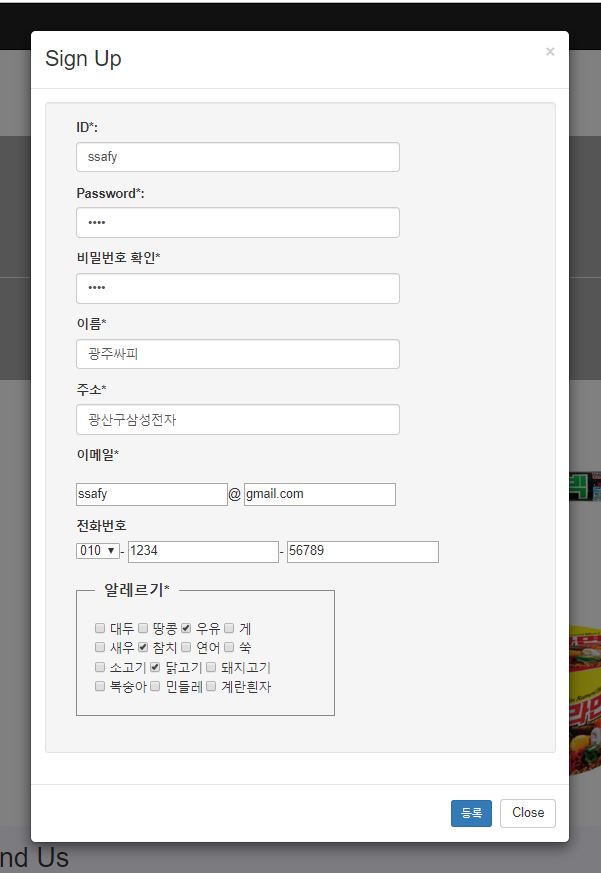 Sign Up
×
ID*:
ssafy
Password*:
••••
비밀번호 확인*
••••
이름*
광주싸피
주소*
광산구삼성전자
이메일*
ssafy @ gmail.com
전화번호
010 - 1234 - 56789
알레르기*
대두 땅콩 우유 게
새우 참치 연어 쑥
소고기 닭고기 돼지고기
복숭아 민들레 계란흰자
등록 Close
nd Us